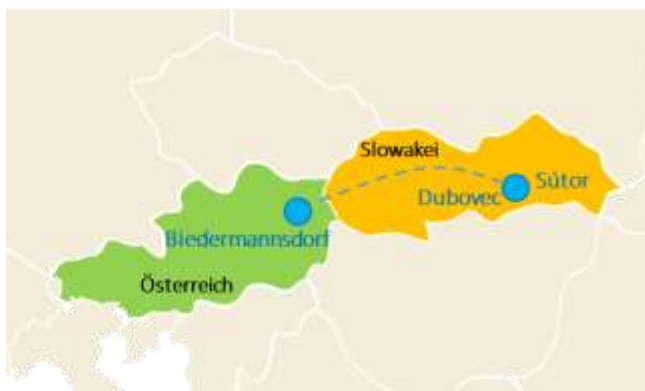 Slowakei
Sútor
Dubovec
Biedermannsdorf
Österreich